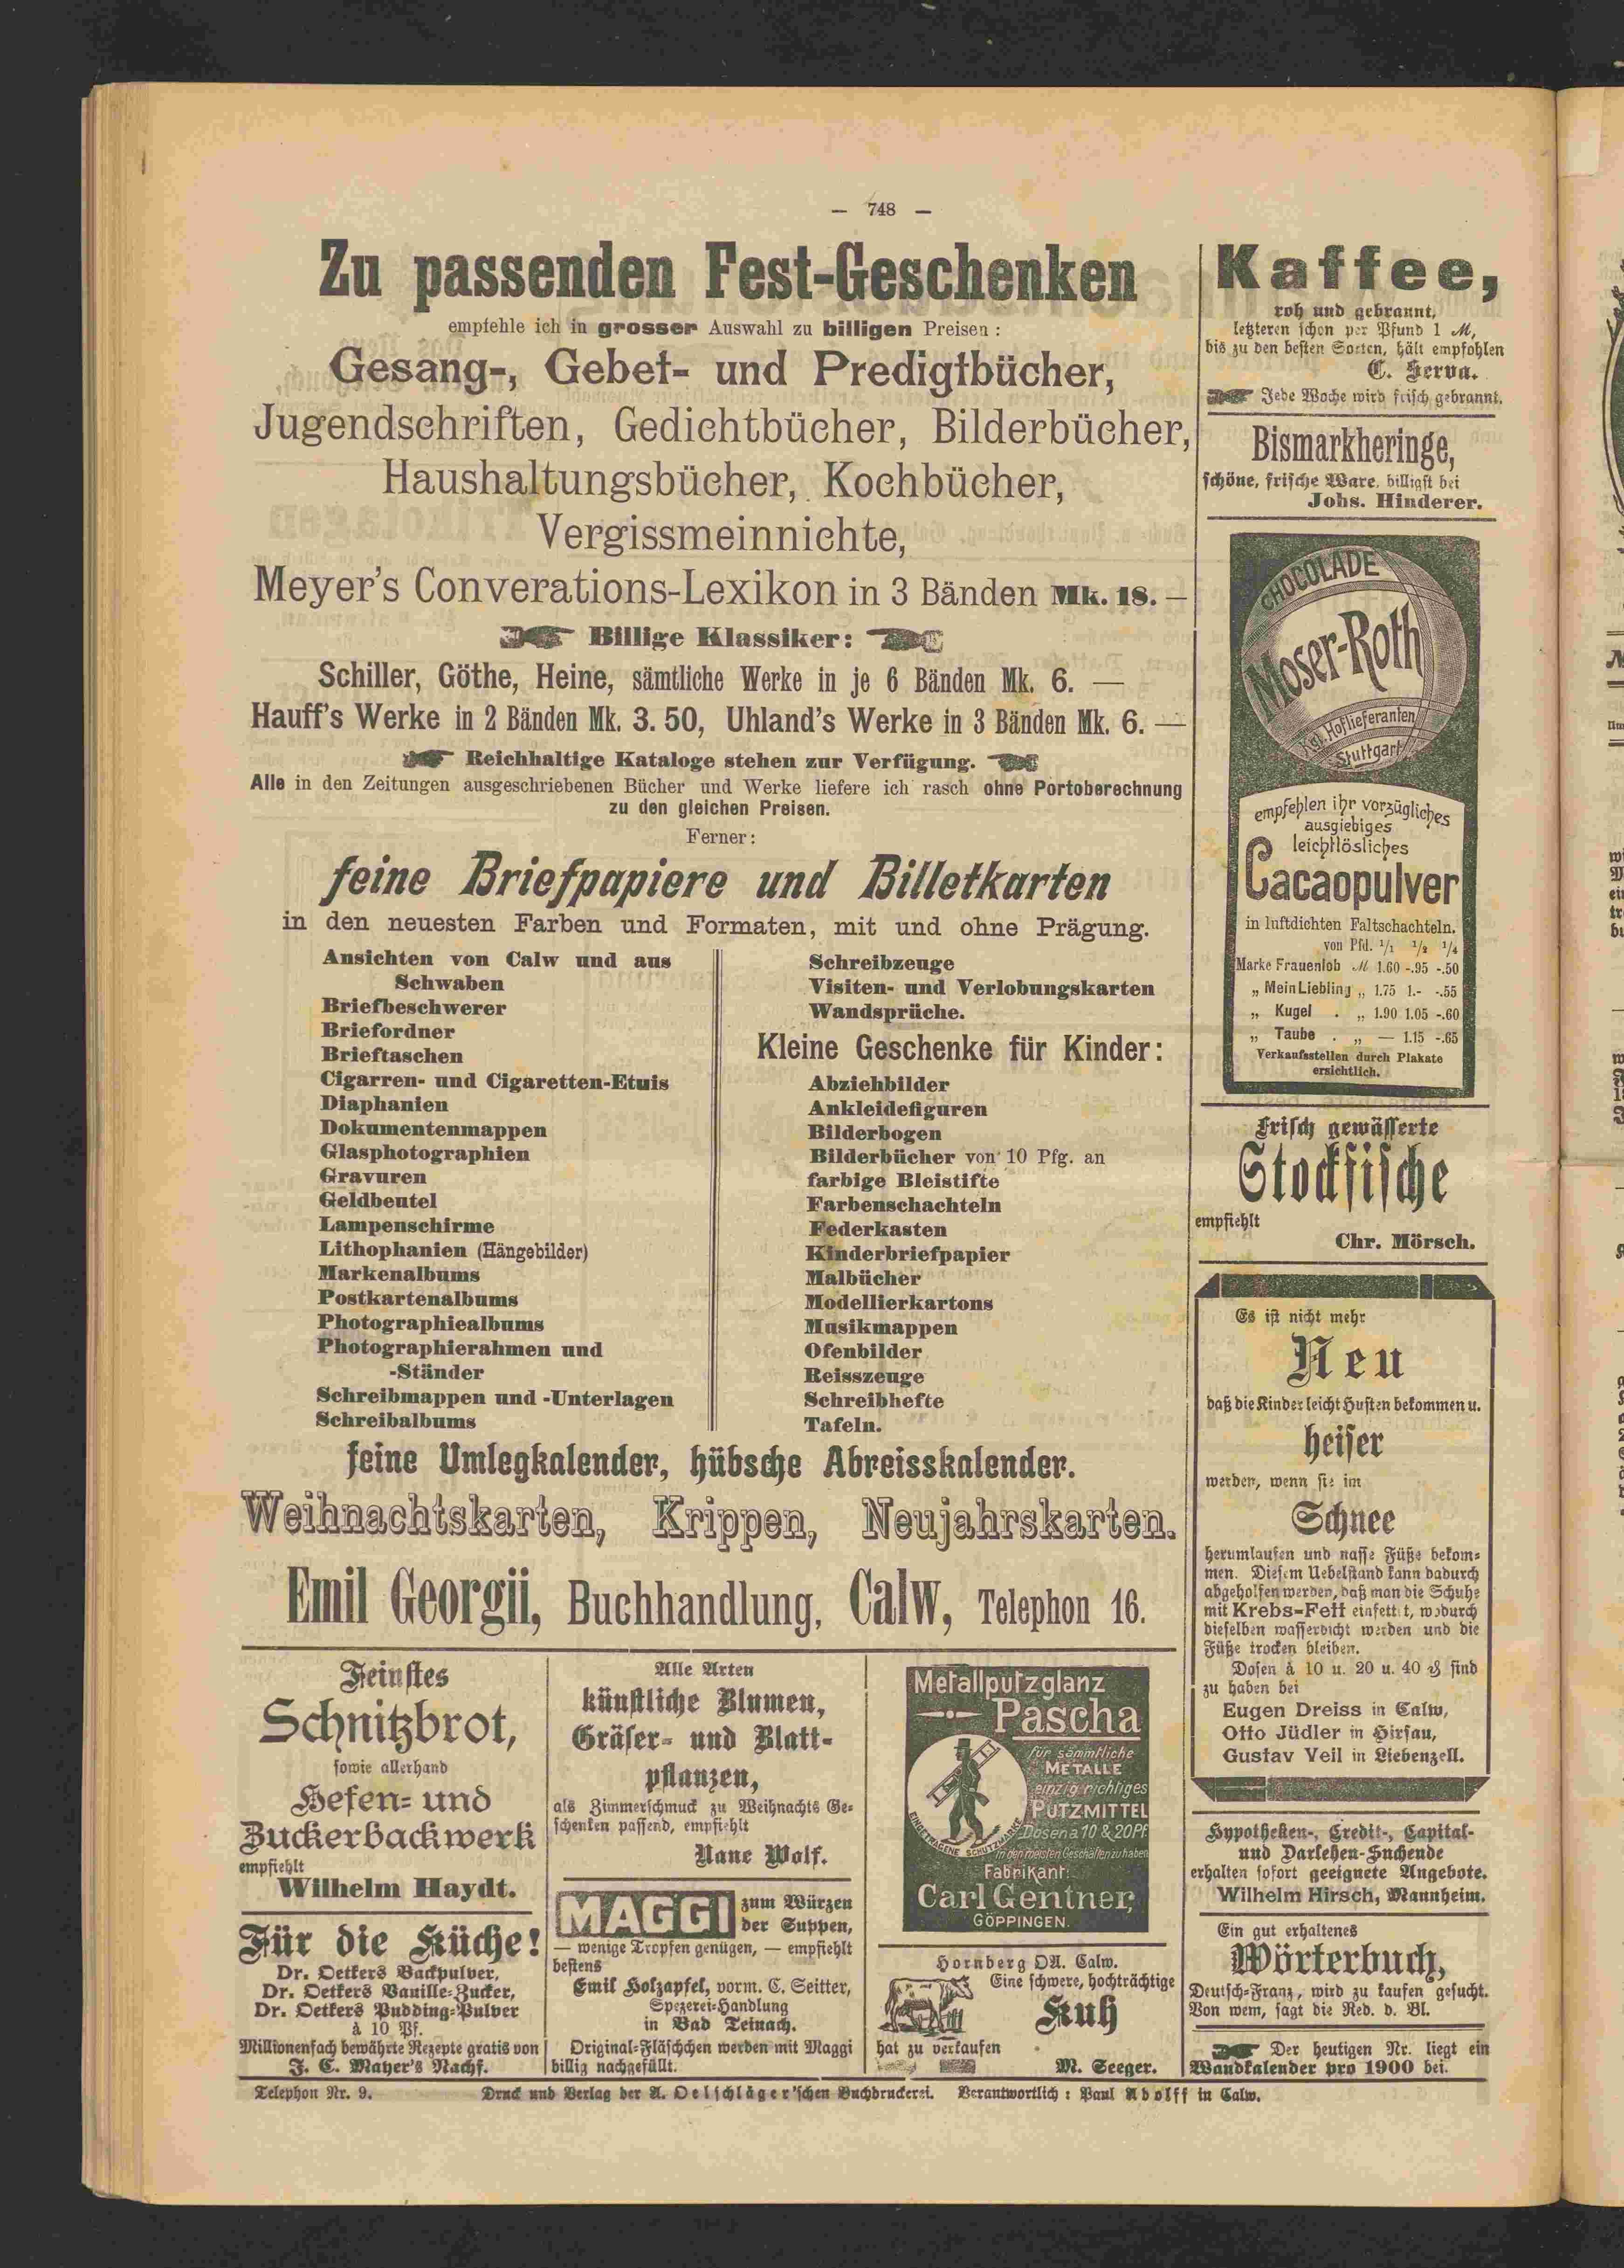 — 748 —
Zu passenden Fest-Geschenken
empfehle ich in grosser Auswahl zu billigen Preisen:
Gesang-, Gebet- und Predigtbücher,
Jugendschriften, Gedichtbücher, Bilderbücher,
Haushaltungsbücher, Kochbücher,
Vergissmeinnichte,
Meyer's Converations-Lexikon in 3 Bänden Mk. 18. —
Billige Klassiker:
Schiller, Göthe, Heine, sämtliche Werke in je 6 Bänden Mk. 6. —
Hauff's Werke in 2 Bänden Mk. 3. 50, Uhland's Werke in 3 Bänden Mk. 6. —
Reichhaltige Kataloge stehen zur Verfügung.
Alle in den Zeitungen ausgeschriebenen Bücher und Werke liefere ich rasch ohne Portoberechnung
zu den gleichen Preisen.
Ferner:
feine Briefpapiere und Billetkarten
in den neuesten Farben und Formaten, mit und ohne Prägung.
Ansichten von Calw und aus
Schwaben
Briefbeschwerer
Briefordner
Brieftaschen
Cigarren- und Cigaretten-Etuis
Diaphanien
Dokumentenmappen
Glasphotographien
Gravuren
Geldbeutel
Lampenschirme
Lithophanien (Hängebilder)
Markenalbums
Postkartenalbums
Photographiealbums
Photographierahmen und
-Ständer
Schreibmappen und -Unterlagen
Schreibalbums
Schreibzeuge
Visiten- und Verlobungskarten
Wandsprüche.
Kleine Geschenke für Kinder:
Abziehbilder
Ankleidefiguren
Bilderbogen
Bilderbücher von 10 Pfg. an
farbige Bleistifte
Farbenschachteln
Federkasten
Kinderbriefpapier
Malbücher
Modellierkartons
Musikmappen
Ofenbilder
Reisszeuge
Schreibhefte
Tafeln.
feine Umlegkalender, hübsche Abreisskalender.
Weihnachtskarten, Krippen, Neujahrskarten.
Emil Georgii, Buchhandlung, Calw, Telephon 16.
Feinstes
Schnitzbrot,
sowie allerhand
Hefen- und
Zuckerbackwerk
empfiehlt
Wilhelm Haydt.
Für die Küche!
Dr. Oetkers Backpulver,
Dr. Oetkers Vanille-Zucker,
Dr. Oetkers Pudding-Pulver
à 10 Pf.
Millionenfach bewährte Rezepte gratis von
J. C. Mayer's Nachf.
Alle Arten
künstliche Blumen,
Gräser- und Blatt-
pflanzen,
als Zimmerschmuck zu Weihnachts Ge-
schenken passend, empfiehlt
Nane Wolf.
MAGGI zum Würzen
der Suppen,
— wenige Tropfen genügen, — empfiehlt
bestens
Emil Holzapfel, vorm. C. Seitter,
Spezerei-Handlung
in Bad Teinach.
Original-Fläschchen werden mit Maggi
billig nachgefüllt.
Metallputzglanz
Pascha
für sämmtliche
METALLE
einzig richtiges
PUTZMITTEL
Dosen a 10 & 20 Pf.
in den meisten Geschäften zu haben
EINGETRAGENE SCHUTZMARKE
Fabrikant:
Carl Gentner,
GÖPPINGEN.
Hornberg OA. Calw.
Eine schwere, hochträchtige
Kuh
hat zu verkaufen
M. Seeger.
Kaffee,
roh und gebrannt,
letzteren schon per Pfund 1 M,
bis zu den besten Sorten, hält empfohlen
C. Serva.
Jede Woche wird frisch gebrannt.
Bismarkheringe,
schöne, frische Ware, billigst bei
Johs. Hinderer.
CHOCOLADE
Moser-Roth
Kgl. Hoflieferanten
Stuttgart
empfehlen ihr vorzügliches
ausgiebiges
leichtlösliches
Cacaopulver
in luftdichten Faltschachteln.
von Pfd. 1/1 1/2 1/4
Marke Frauenlob M 1.60 -.95 -.50
„ Mein Liebling „ 1.75 1.- -.55
„ Kugel . „ 1.90 1.05 -.60
„ Taube . „ — 1.15 -.65
Verkaufsstellen durch Plakate
ersichtlich.
Frisch gewässerte
Stockfische
empfiehlt
Chr. Mörsch.
Es ist nicht mehr
Neu
daß die Kinder leicht Husten bekommen u.
heiser
werden, wenn sie im
Schnee
herumlaufen und nasse Füße bekom-
men. Diesem Uebelstand kann dadurch
abgeholfen werden, daß man die Schuhe
mit Krebs-Fett einfettet, wodurch
dieselben wasserdicht werden und die
Füße trocken bleiben.
Dosen à 10 u. 20 u. 40 ₰ sind
zu haben bei
Eugen Dreiss in Calw,
Otto Jüdler in Hirsau,
Gustav Veil in Liebenzell.
Hypotheken-, Credit-, Capital-
und Darlehen-Suchende
erhalten sofort geeignete Angebote.
Wilhelm Hirsch, Mannheim.
Ein gut erhaltenes
Wörterbuch,
Deutsch-Franz, wird zu kaufen gesucht.
Von wem, sagt die Red. d. Bl.
Der heutigen Nr. liegt ein
Wandkalender pro 1900 bei.
Telephon Nr. 9.
Druck und Verlag der A. Oelschläger'schen Buchdruckerei. Verantwortlich: Paul Adolff in Calw.